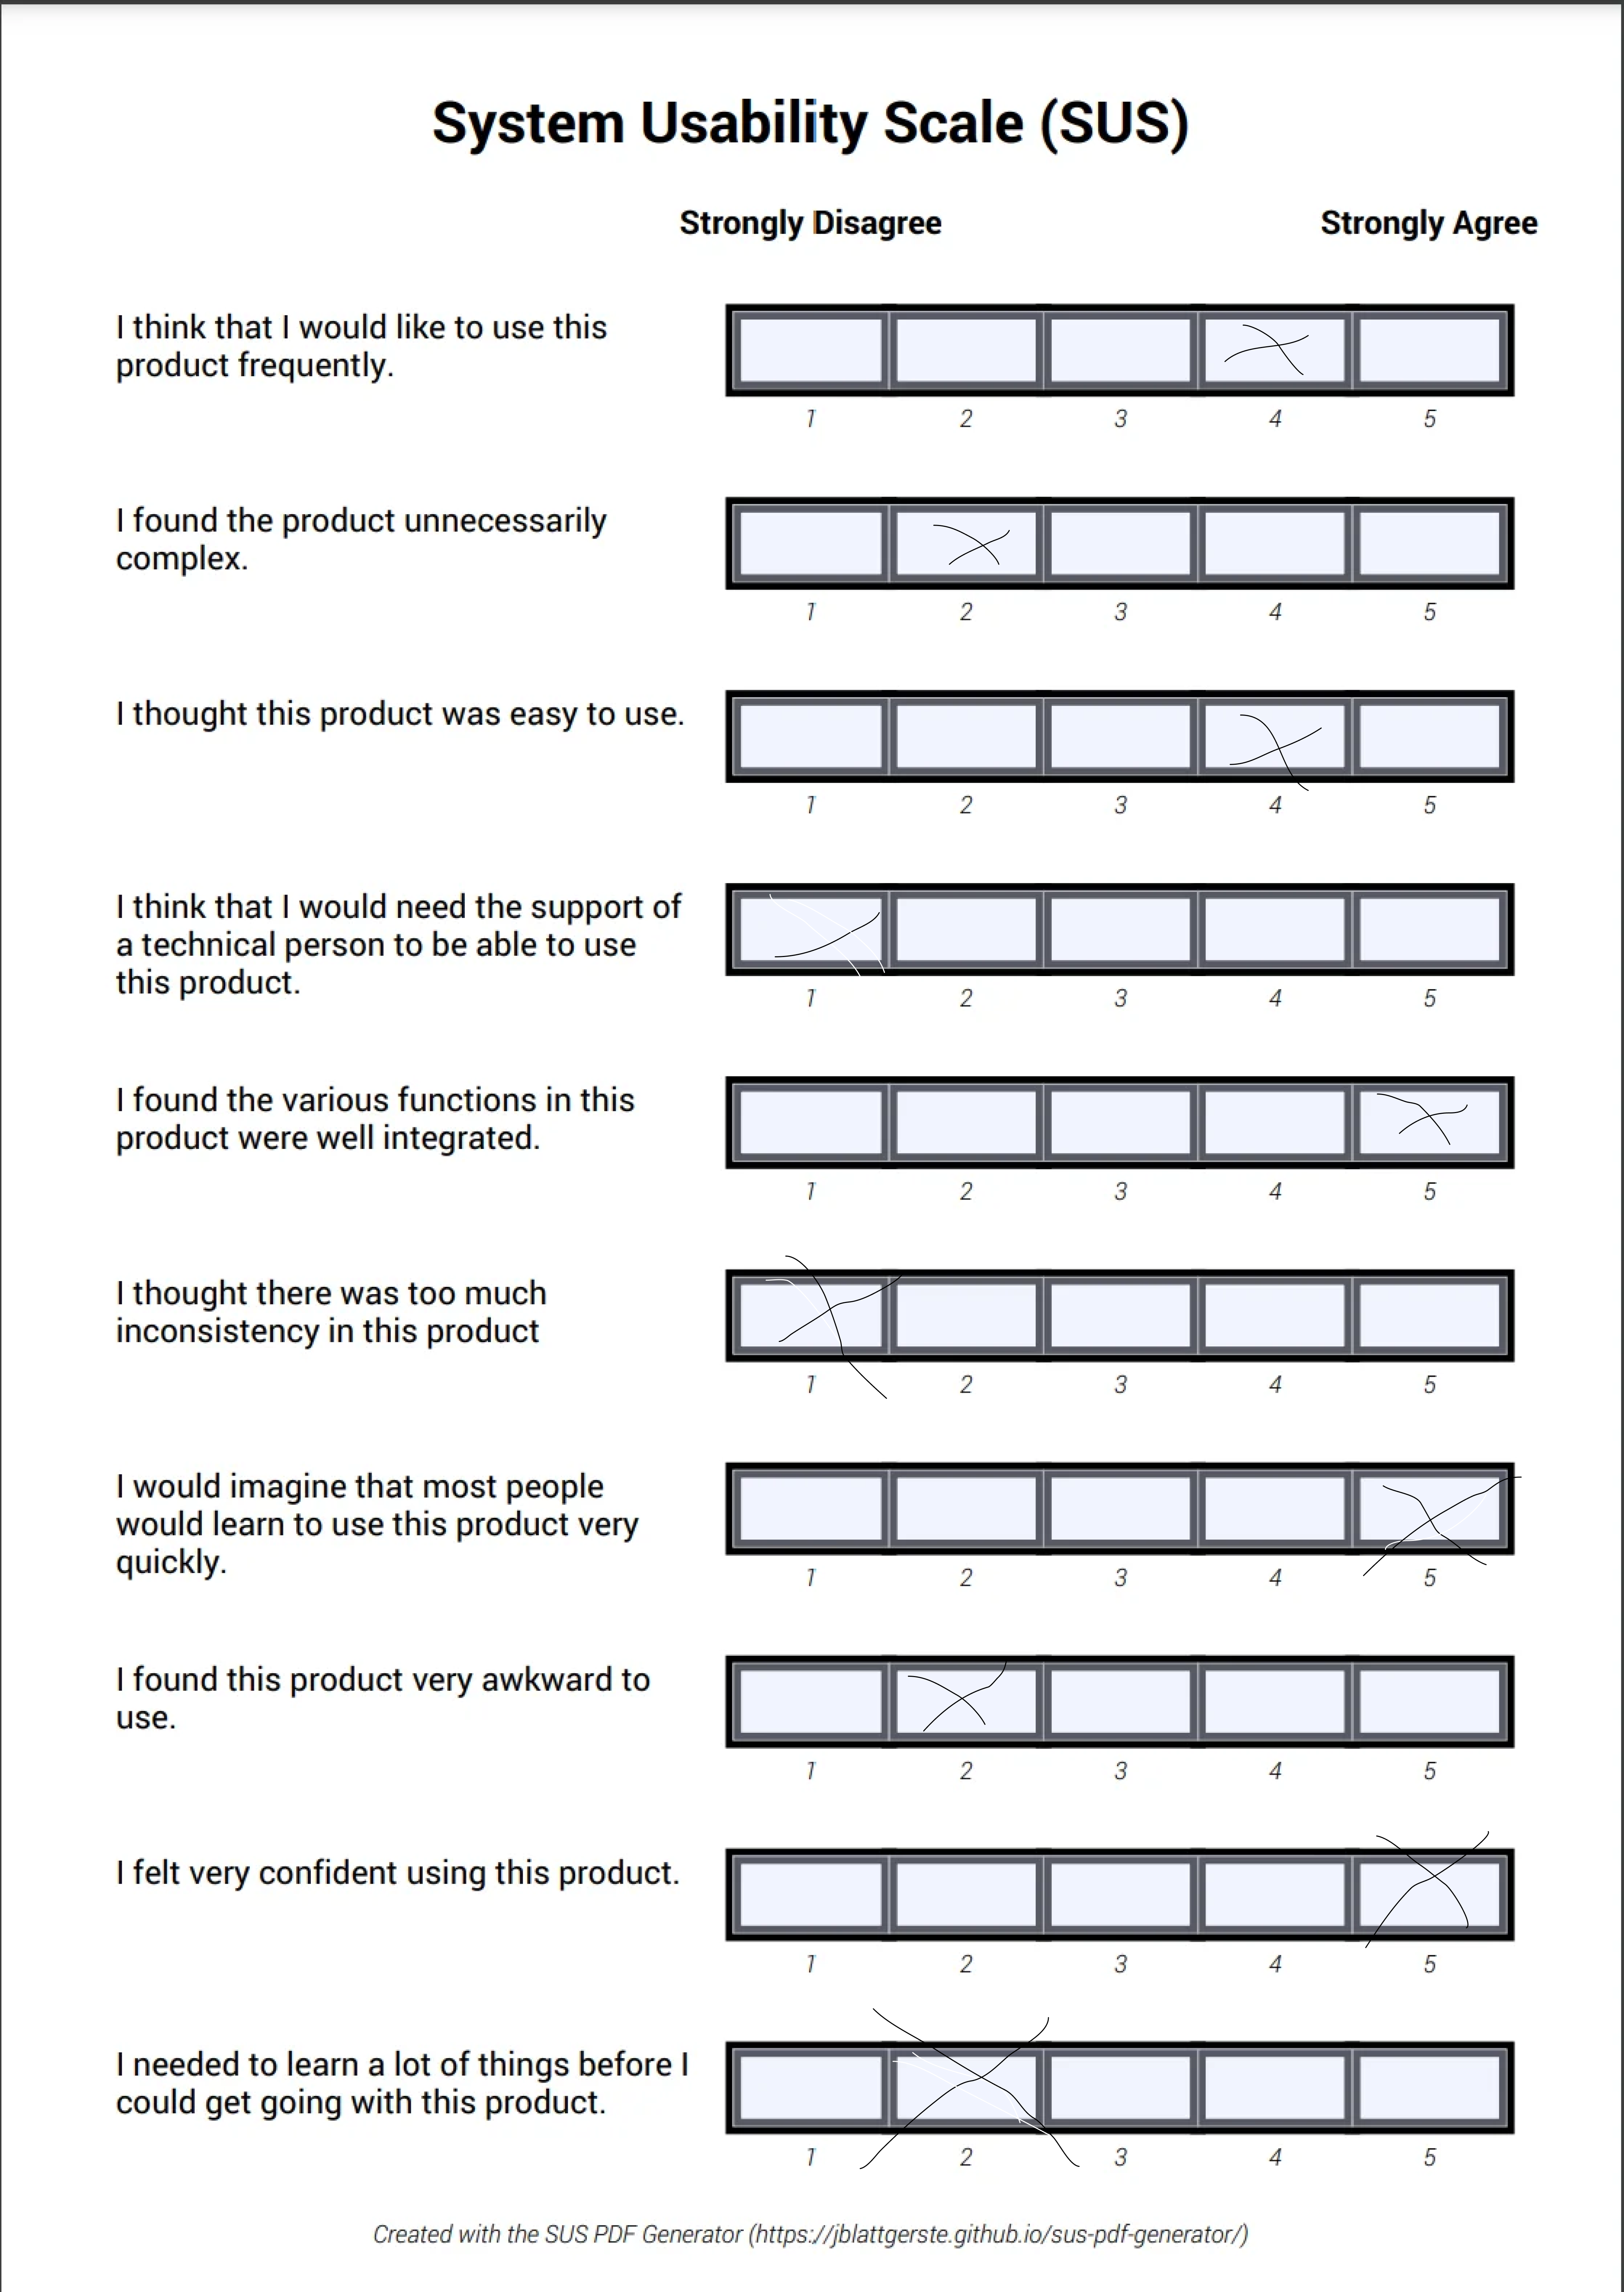 System Usability Scale (SUS)
Strongly Disagree Strongly Agree
I think that I would like to use this
product frequently.
1 2 3 4 5
I found the product unnecessarily
complex.
1 2 3 4 5
I thought this product was easy to use.
1 2 3 4 5
I think that I would need the support of
a technical person to be able to use
this product.
1 2 3 4 5
I found the various functions in this
product were well integrated.
1 2 3 4 5
I thought there was too much
inconsistency in this product
1 2 3 4 5
I would imagine that most people
would learn to use this product very
quickly.
1 2 3 4 5
I found this product very awkward to
use.
1 2 3 4 5
I felt very confident using this product.
1 2 3 4 5
I needed to learn a lot of things before I
could get going with this product.
1 2 3 4 5
Created with the SUS PDF Generator (https://jblattgerste.github.io/sus-pdf-generator/)